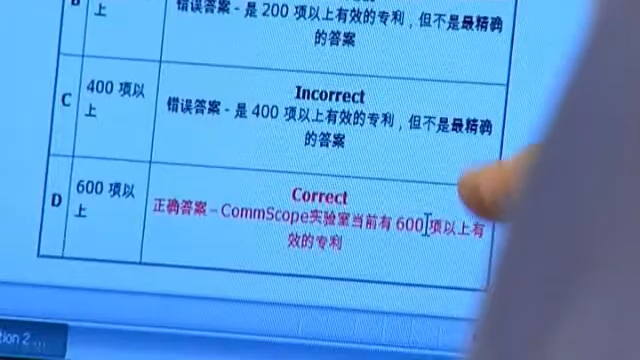 B
上
错误答案 - 是 200 项以上有效的专利，但不是最精确
的答案
C
400 项以
上
Incorrect
错误答案 - 是 400 项以上有效的专利，但不是最精确
的答案
D
600 项以
上
Correct
正确答案 – CommScope实验室当前有 600 项以上有
效的专利
tion 2 ...